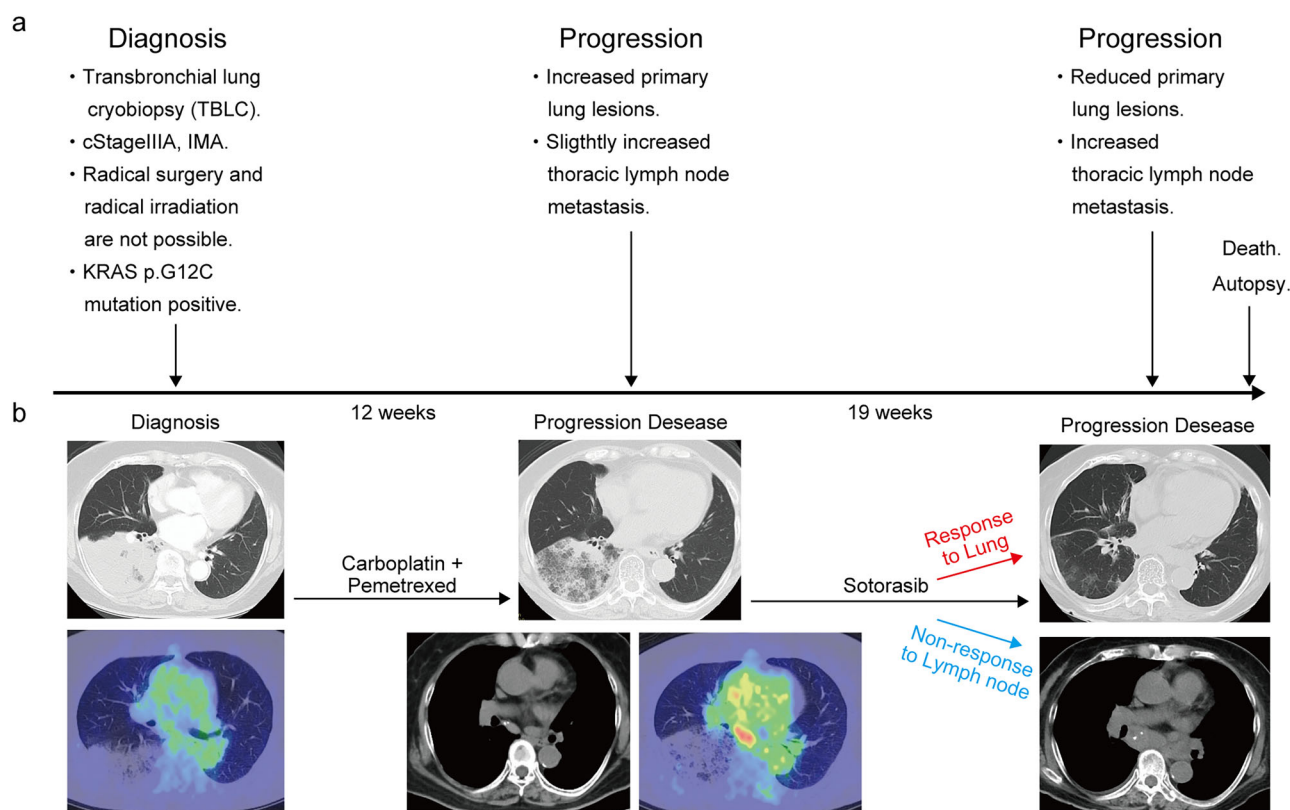 a
Diagnosis
・Transbronchial lung
cryobiopsy (TBLC).
・cStageIIIA, IMA.
・Radical surgery and
radical irradiation
are not possible.
・KRAS p.G12C
mutation positive.
Progression
・Increased primary
lung lesions.
・Sligthtly increased
thoracic lymph node
metastasis.
Progression
・Reduced primary
lung lesions.
・Increased
thoracic lymph node
metastasis.
Death.
Autopsy.
b
12 weeks
19 weeks
Diagnosis
Progression Desease
Progression Desease
Carboplatin +
Pemetrexed
Sotorasib
Response
to Lung
Non-response
to Lymph node